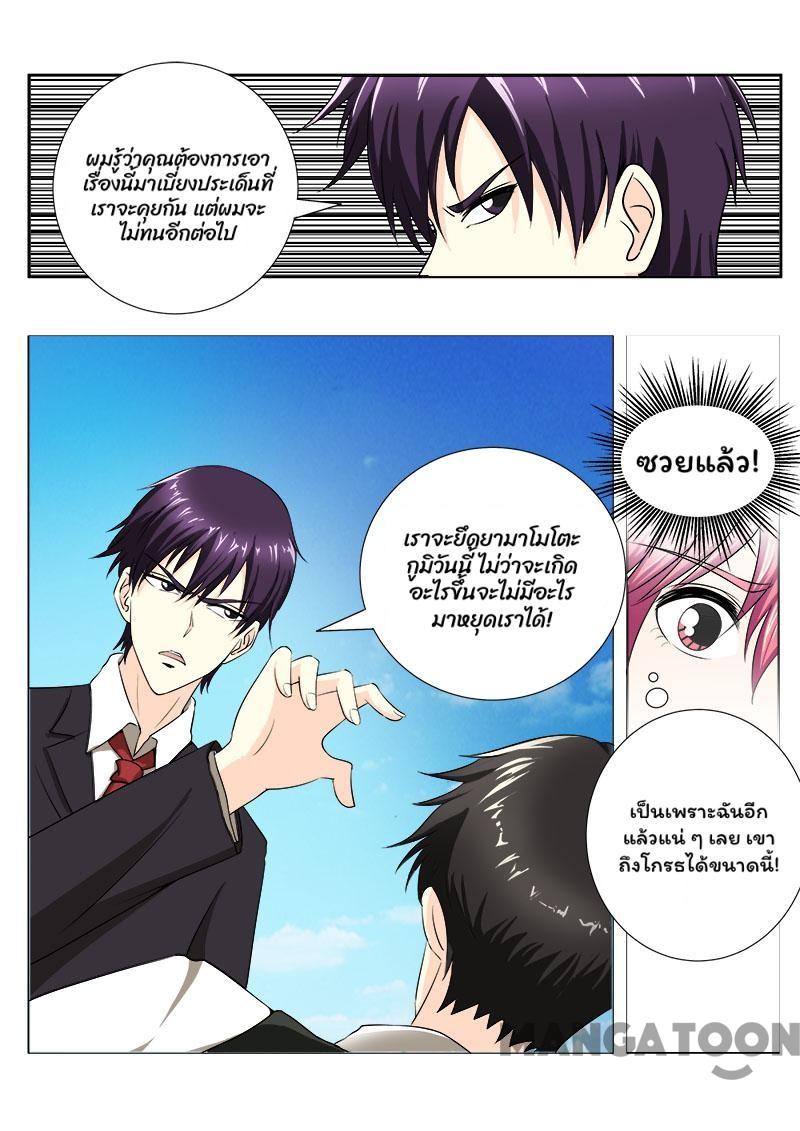 ผมรู้ว่าคุณต้องการเอา
เรื่องนี้มาเบี่ยงประเด็นที่
เราจะคุยกัน แต่ผมจะ
ไม่ทนอีกต่อไป
ซวยแล้ว!
เราจะยึดยามาโมโตะ
กูมิวันนี้ ไม่ว่าจะเกิด
อะไรขึ้นจะไม่มีอะไร
มาหยุดเราได้!
เป็นเพราะฉันอีก
แล้วแน่ ๆ เลย เขา
ถึงโกรธได้ขนาดนี้!
MANGATOON